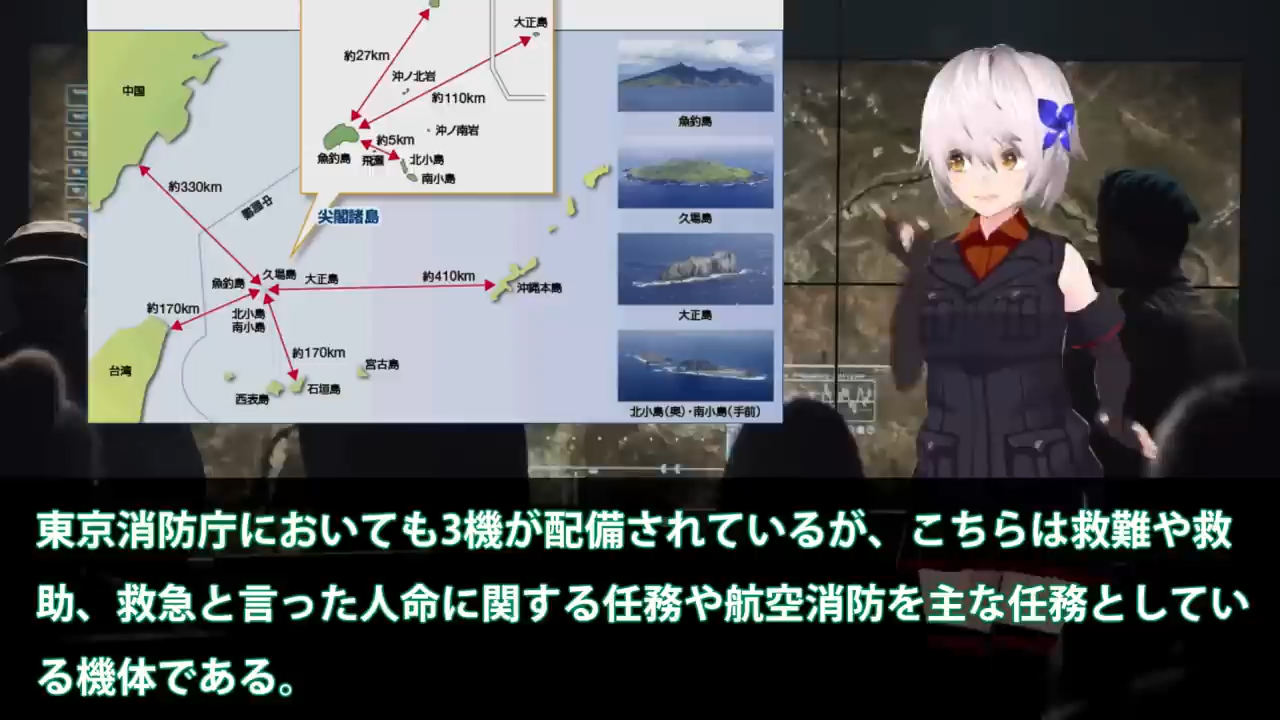 大正島
約27km
沖ノ北岩
約110km
中国
沖ノ南岩
約5km
魚釣島
飛瀬
北小島
南小島
約330km
中間線
尖閣諸島
久場島
大正島
魚釣島
約410km
沖縄本島
約170km
北小島
南小島
約170km
宮古島
台湾
石垣島
西表島
魚釣島
久場島
大正島
北小島(奥)・南小島(手前)
東京消防庁においても3機が配備されているが、こちらは救難や救
助、救急と言った人命に関する任務や航空消防を主な任務としてい
る機体である。